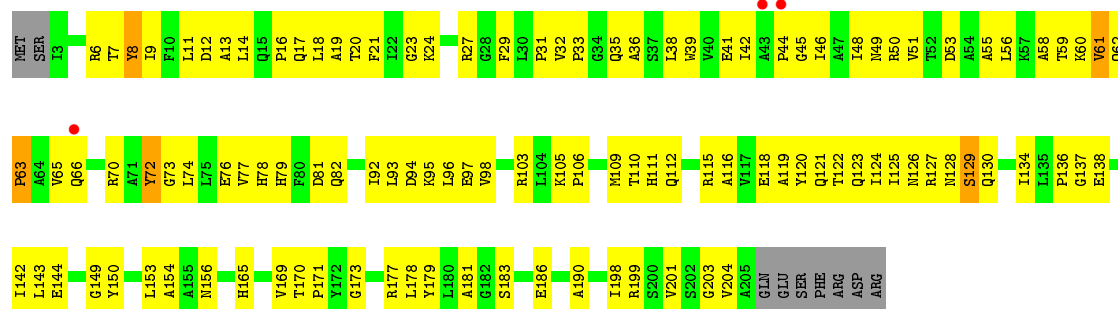 MET SER I3 R6 T7 Y8 I9 F10 L11 D12 A13 L14 Q15 P16 Q17 L18 A19 T20 F21 I22 G23 K24 R27 G28 F29 L30 P31 V32 P33 G34 Q35 A36 S37 L38 W39 V40 E41 I42 A43 P44 G45 I46 A47 I48 N49 R50 V51 T52 D53 A54 A55 L56 K57 A58 T59 K60 V61 Q62
P63 A64 V65 Q66 R70 A71 Y72 G73 L74 L75 E76 V77 H78 H79 F80 D81 Q82 I92 L93 D94 K95 L96 E97 V98 R103 L104 K105 P106 M109 T110 H111 Q112 R115 A116 V117 E118 A119 Y120 Q121 T122 Q123 I124 I125 N126 R127 N128 S129 Q130 I134 L135 P136 G137 E138
I142 L143 E144 G149 Y150 L153 A154 A155 N156 H165 V169 T170 P171 Y172 G173 R177 L178 Y179 L180 A181 G182 S183 E186 A190 I198 R199 S200 V201 S202 G203 V204 A205 GLN GLU SER PHE ARG ASP ARG